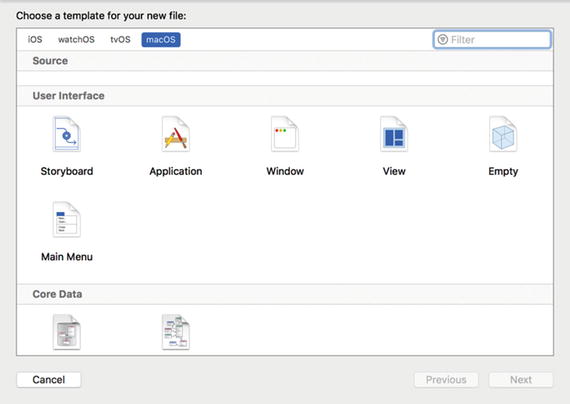 Choose a template for your new file:
iOS watchOS tvOS macOS Filter
Source
User Interface
Storyboard Application Window View Empty
Main Menu
Core Data
Cancel Previous Next